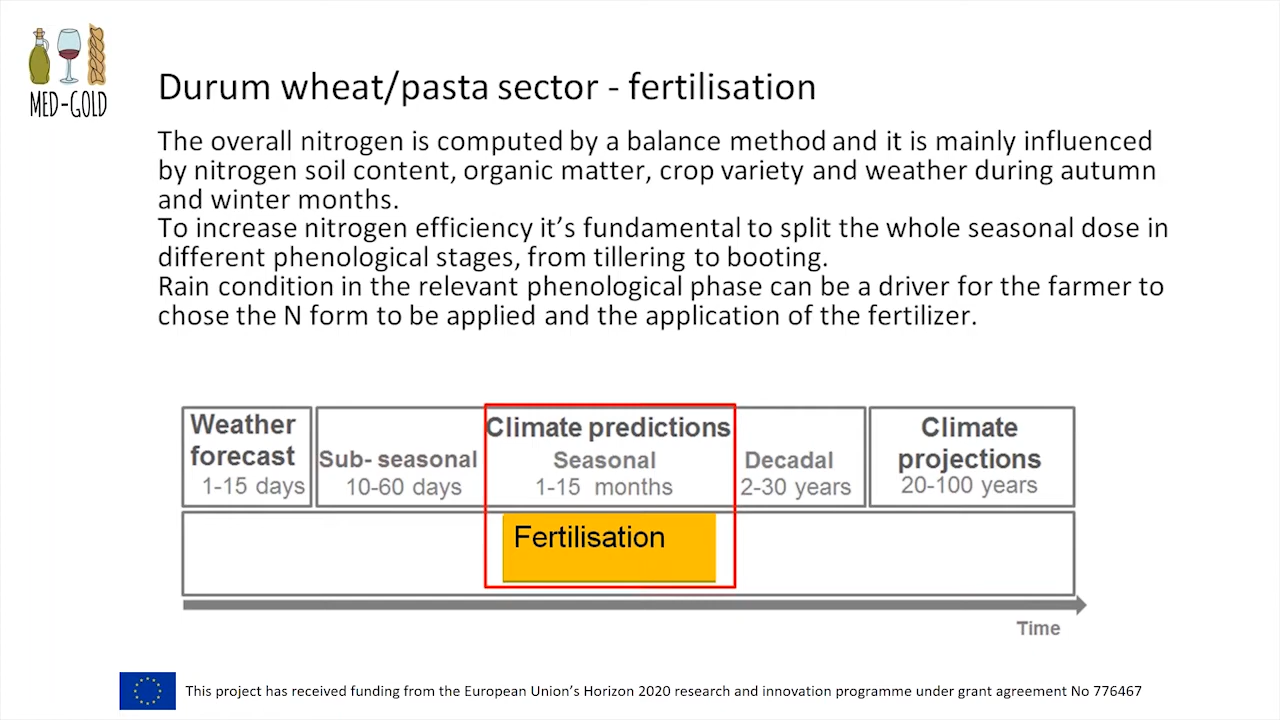 MED-GOLD
Durum wheat/pasta sector - fertilisation
The overall nitrogen is computed by a balance method and it is mainly influenced
by nitrogen soil content, organic matter, crop variety and weather during autumn
and winter months.
To increase nitrogen efficiency it’s fundamental to split the whole seasonal dose in
different phenological stages, from tillering to booting.
Rain condition in the relevant phenological phase can be a driver for the farmer to
chose the N form to be applied and the application of the fertilizer.
Weather
forecast
1-15 days
Sub- seasonal
10-60 days
Climate predictions
Seasonal
1-15 months
Decadal
2-30 years
Climate
projections
20-100 years
Fertilisation
Time
This project has received funding from the European Union’s Horizon 2020 research and innovation programme under grant agreement No 776467